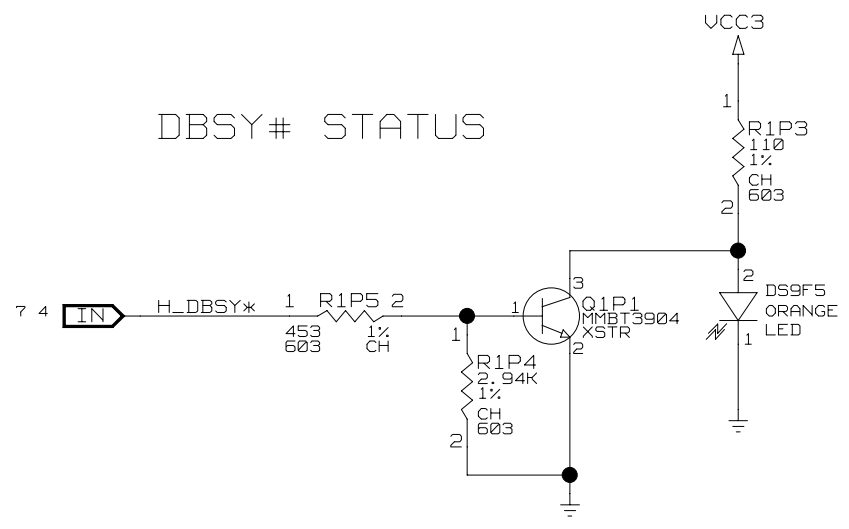 VCC3
1
DBSY# STATUS
R1P3
110
1%
CH
603
2
7 4 IN H_DBSY* 1 R1P5 2
453 1%
603 CH
1
3
Q1P1
MMBT3904
XSTR
2
2
DS9F5
ORANGE
LED
1
1
R1P4
2.94K
1%
CH
603
2